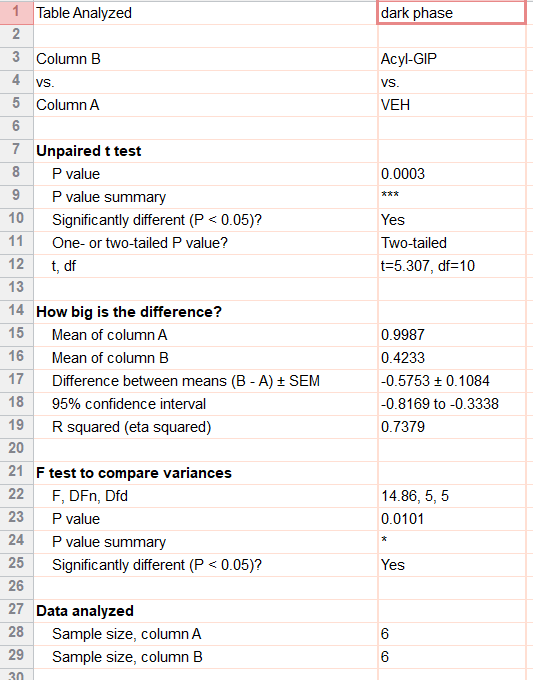 1 Table Analyzed dark phase
2
3 Column B Acyl-GIP
4 vs. vs.
5 Column A VEH
6
7 Unpaired t test
8 P value 0.0003
9 P value summary ***
10 Significantly different (P < 0.05)? Yes
11 One- or two-tailed P value? Two-tailed
12 t, df t=5.307, df=10
13
14 How big is the difference?
15 Mean of column A 0.9987
16 Mean of column B 0.4233
17 Difference between means (B - A) ± SEM -0.5753 ± 0.1084
18 95% confidence interval -0.8169 to -0.3338
19 R squared (eta squared) 0.7379
20
21 F test to compare variances
22 F, DFn, Dfd 14.86, 5, 5
23 P value 0.0101
24 P value summary *
25 Significantly different (P < 0.05)? Yes
26
27 Data analyzed
28 Sample size, column A 6
29 Sample size, column B 6
30